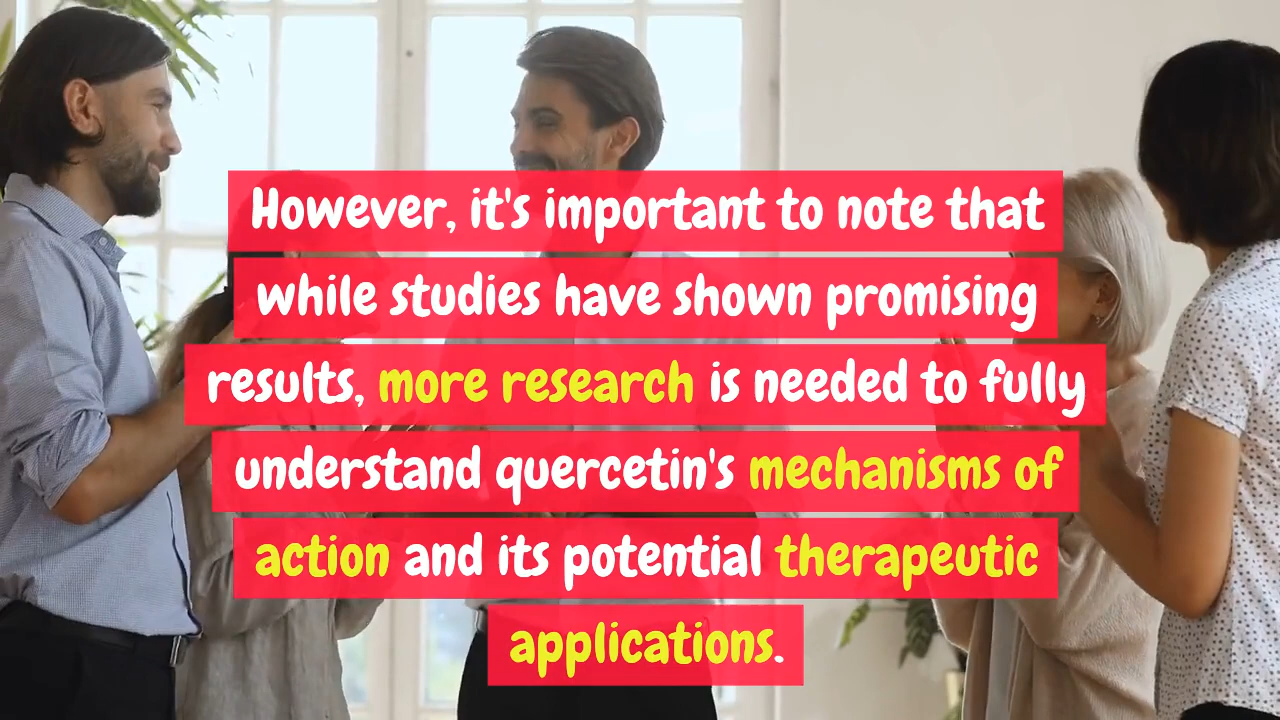 However, it's important to note that
while studies have shown promising
results, more research is needed to fully
understand quercetin's mechanisms of
action and its potential therapeutic
applications.